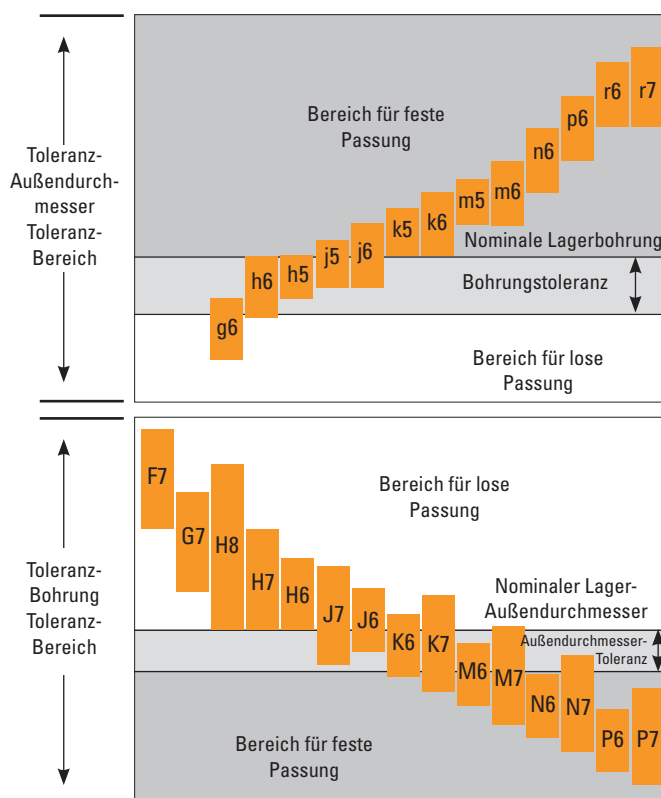 Toleranz-
Außendurch-
messer
Toleranz-
Bereich
Bereich für feste
Passung
r6
r7
p6
n6
m6
m5
k6
k5
j6
j5
h5
h6
g6
Nominale Lagerbohrung
Bohrungstoleranz
Bereich für lose
Passung
Toleranz-
Bohrung
Toleranz-
Bereich
F7
G7
H8
H7
H6
J7
J6
K6
K7
M6
M7
N6
N7
P6
P7
Bereich für lose
Passung
Nominaler Lager-
Außendurchmesser
Außendurchmesser-
Toleranz
Bereich für feste
Passung